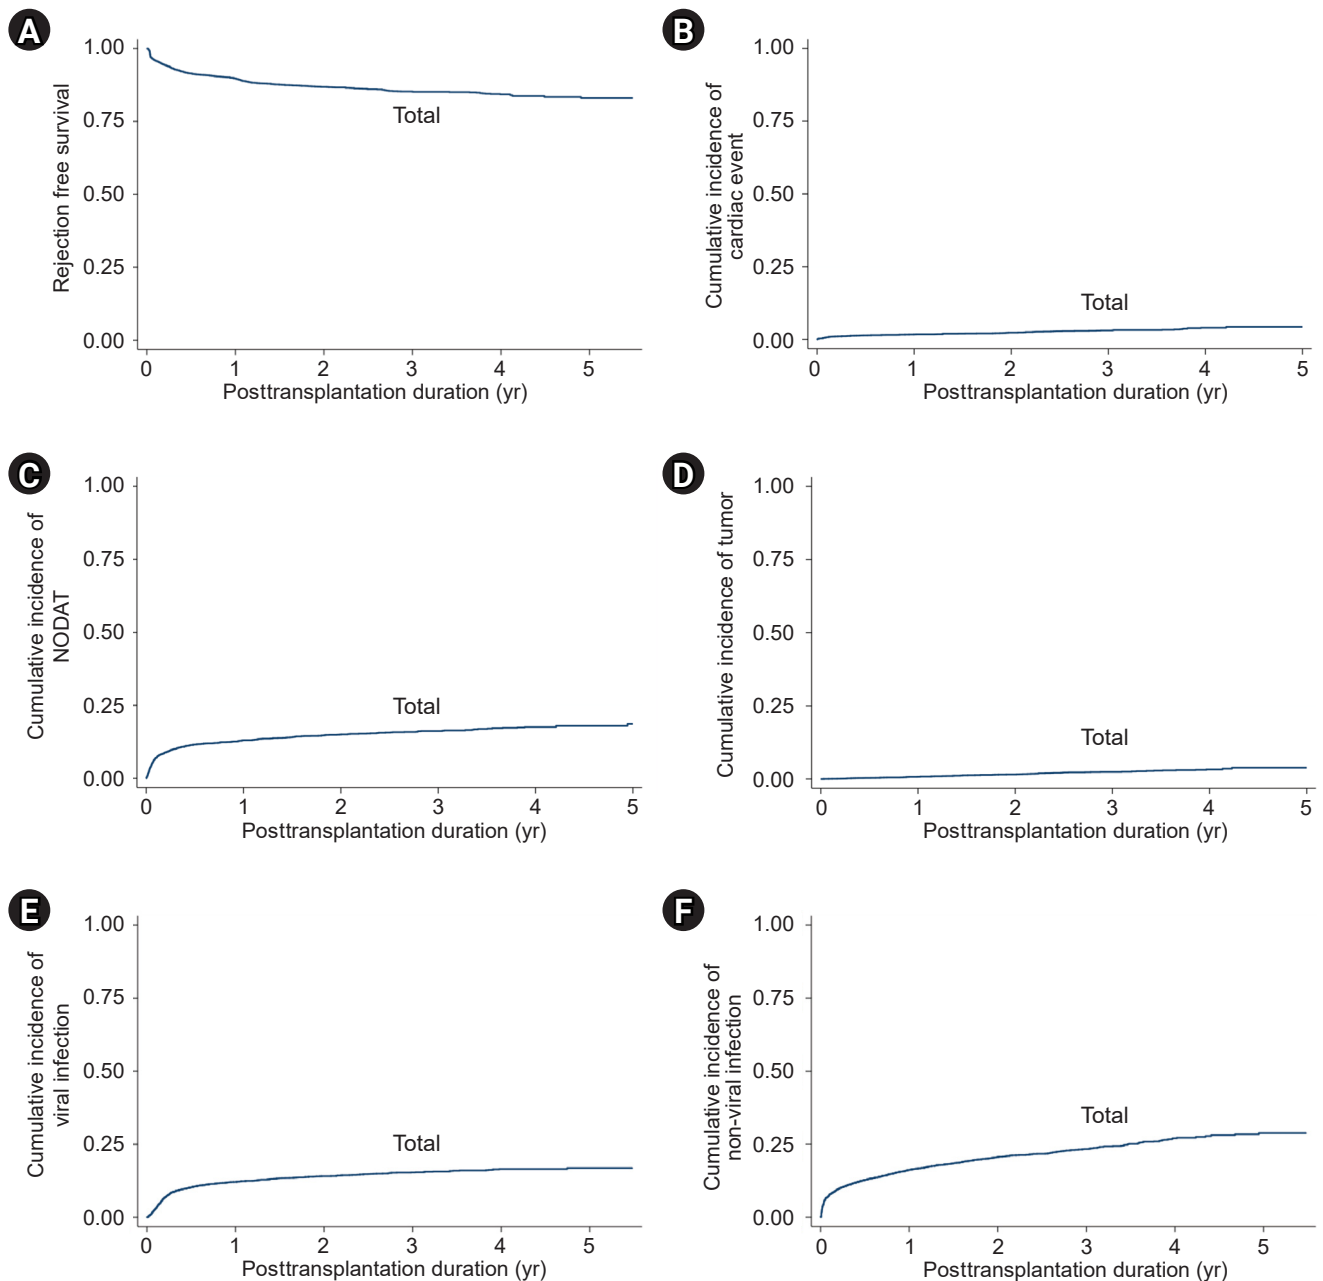 A
1.00
0.75
0.50
0.25
0.00
Rejection free survival
Total
0 1 2 3 4 5
Posttransplantation duration (yr)
B
1.00
0.75
0.50
0.25
0.00
Cumulative incidence of
cardiac event
Total
0 1 2 3 4 5
Posttransplantation duration (yr)
C
1.00
0.75
0.50
0.25
0.00
Cumulative incidence of
NODAT
Total
0 1 2 3 4 5
Posttransplantation duration (yr)
D
1.00
0.75
0.50
0.25
0.00
Cumulative incidence of tumor
Total
0 1 2 3 4 5
Posttransplantation duration (yr)
E
1.00
0.75
0.50
0.25
0.00
Cumulative incidence of
viral infection
Total
0 1 2 3 4 5
Posttransplantation duration (yr)
F
1.00
0.75
0.50
0.25
0.00
Cumulative incidence of
non-viral infection
Total
0 1 2 3 4 5
Posttransplantation duration (yr)